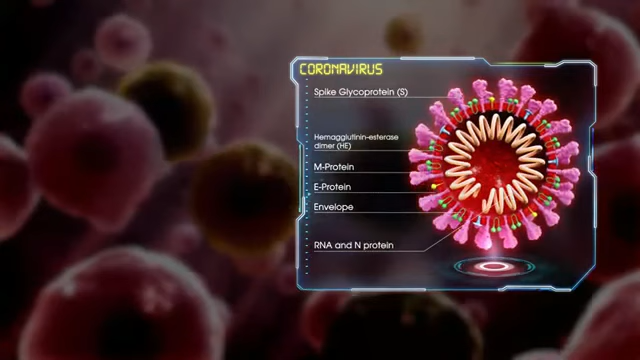 CORONAVIRUS
Spike Glycoprotein (S)
Hemagglutinin-esterase
dimer (HE)
M-Protein
E-Protein
Envelope
RNA and N protein